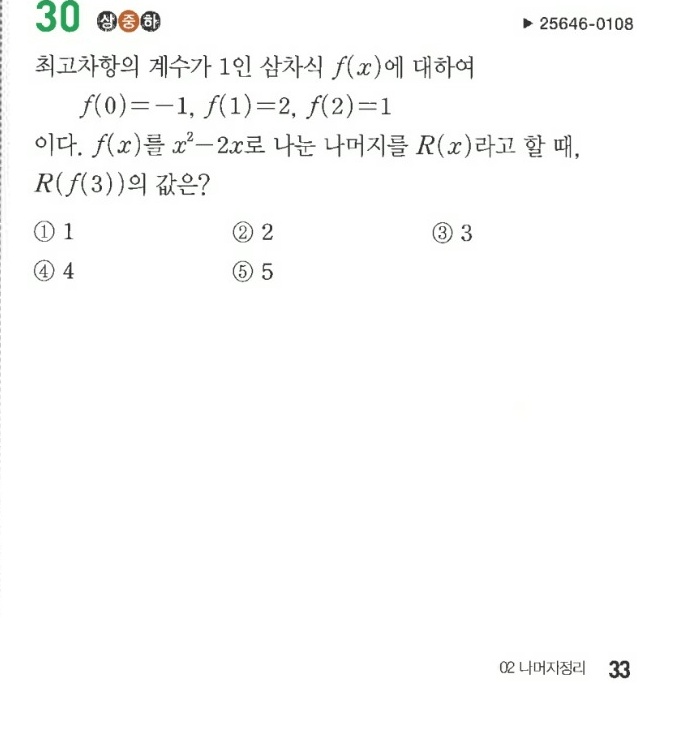 30 상 중 하 ▶ 25646-0108
최고차항의 계수가 1인 삼차식 f(x)에 대하여
f(0)=-1, f(1)=2, f(2)=1
이다. f(x)를 x²-2x로 나눈 나머지를 R(x)라고 할 때,
R(f(3))의 값은?
① 1 ② 2 ③ 3
④ 4 ⑤ 5
02 나머지정리 33